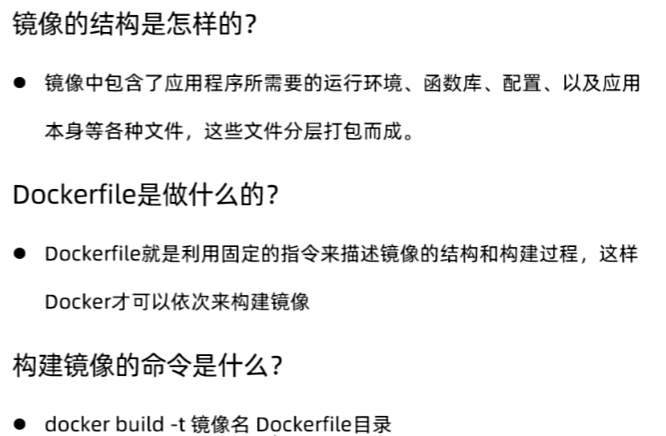 镜像的结构是怎样的？
● 镜像中包含了应用程序所需要的运行环境、函数库、配置、以及应用
本身等各种文件，这些文件分层打包而成。
Dockerfile是做什么的？
● Dockerfile就是利用固定的指令来描述镜像的结构和构建过程，这样
Docker才可以依次来构建镜像
构建镜像的命令是什么？
● docker build -t 镜像名 Dockerfile目录